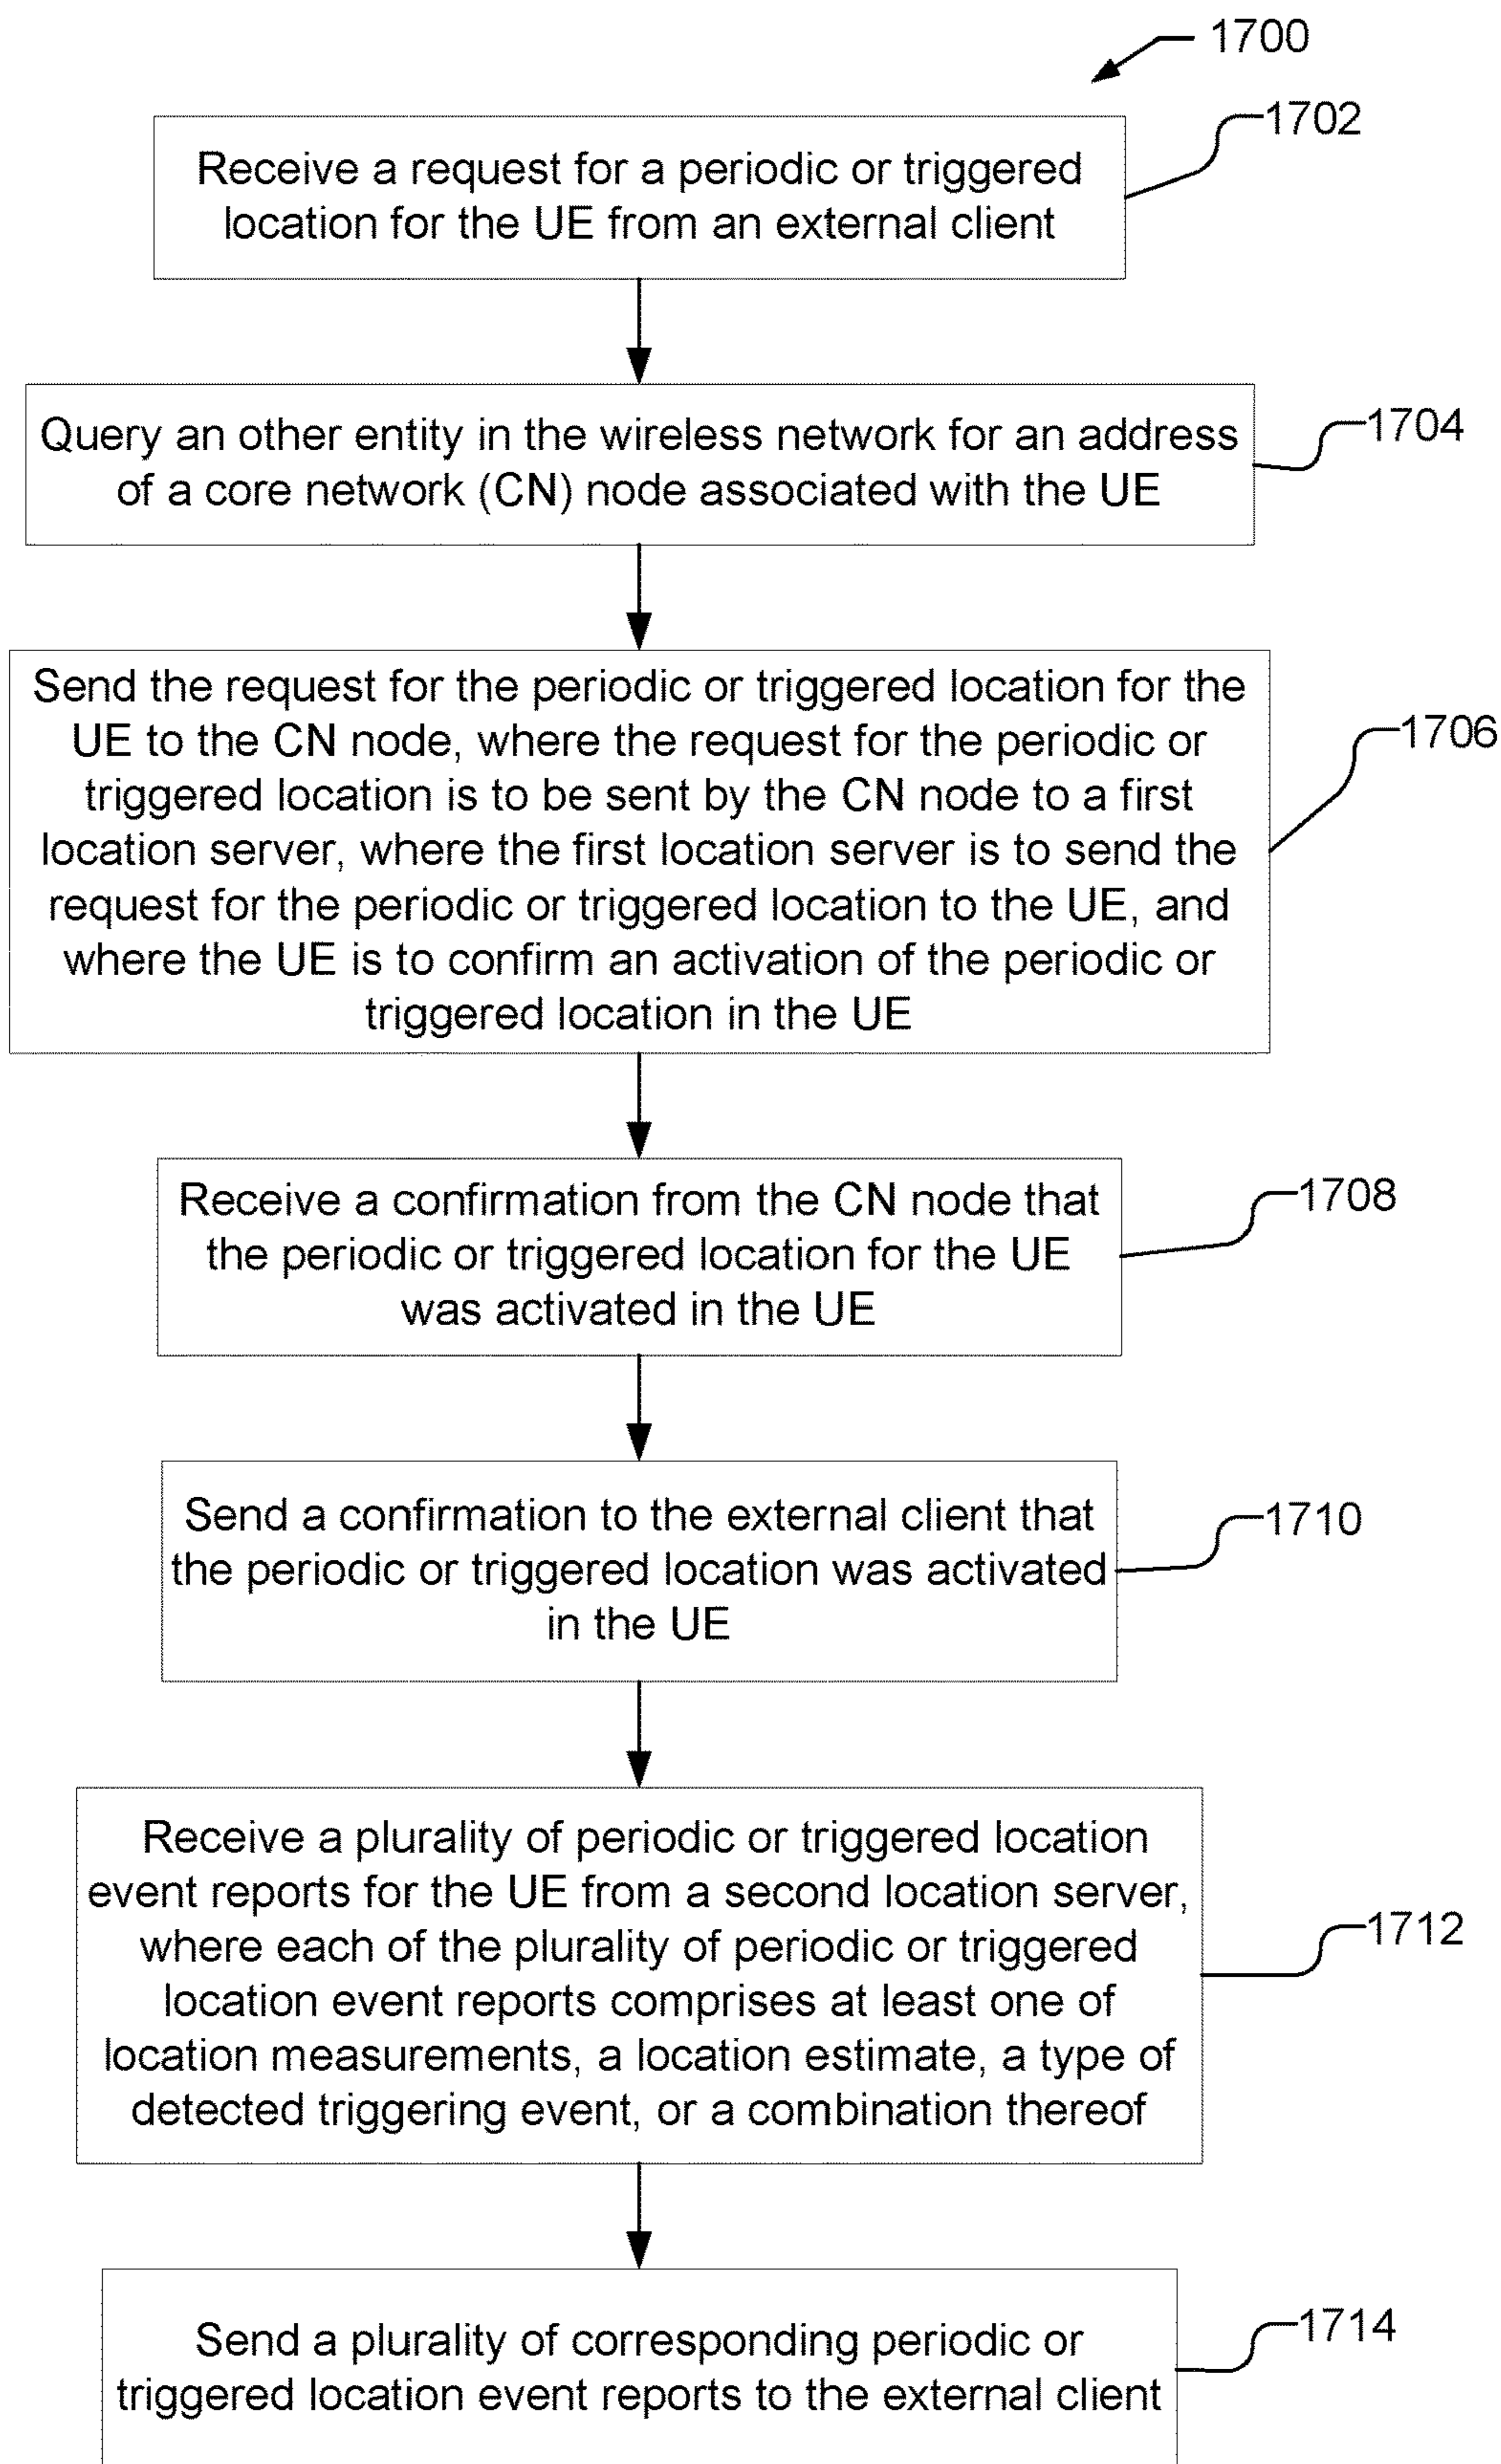 1700
1702
Receive a request for a periodic or triggered
location for the UE from an external client
1704
Query an other entity in the wireless network for an address
of a core network (CN) node associated with the UE
Send the request for the periodic or triggered location for the
UE to the CN node, where the request for the periodic or
1706
triggered location is to be sent by the CN node to a first
location server, where the first location server is to send the
request for the periodic or triggered location to the UE, and
where the UE is to confirm an activation of the periodic or
triggered location in the UE
1708
Receive a confirmation from the CN node that
the periodic or triggered location for the UE
was activated in the UE
1710
Send a confirmation to the external client that
the periodic or triggered location was activated
in the UE
Receive a plurality of periodic or triggered location
event reports for the UE from a second location server,
1712
where each of the plurality of periodic or triggered
location event reports comprises at least one of
location measurements, a location estimate, a type of
detected triggering event, or a combination thereof
1714
Send a plurality of corresponding periodic or
triggered location event reports to the external client